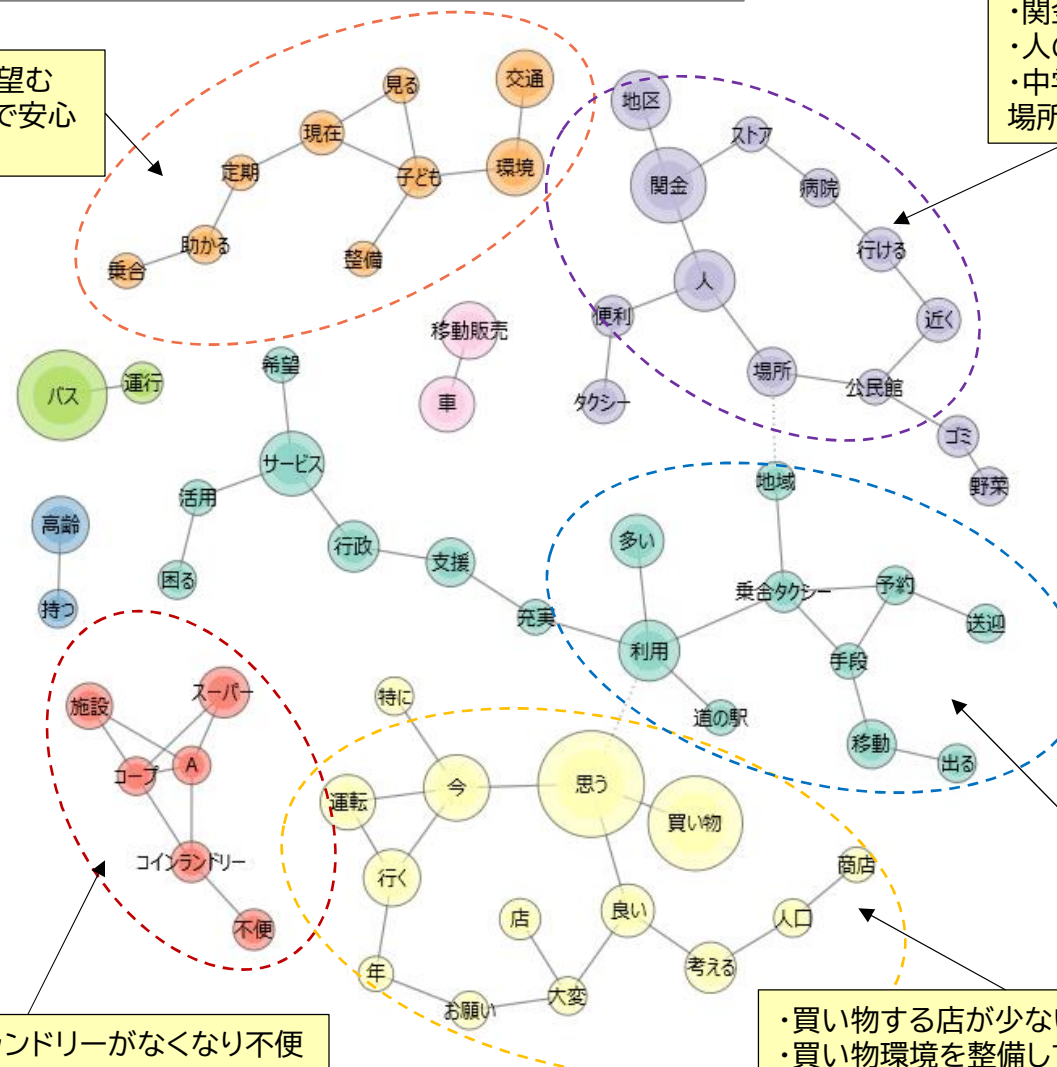 ・関金
・人の
・中学
場所
望む
で安心
見る
交通
現在
定期
子ども
環境
助かる
乗合
整備
地区
ストア
関金
病院
行ける
人
便利
近く
場所
公民館
タクシー
ゴミ
野菜
移動販売
車
バス
運行
希望
サービス
活用
困る
行政
支援
充実
高齢
持つ
地域
多い
乗合タクシー
予約
送迎
利用
手段
道の駅
移動
出る
施設
スーパー
コープ
A
コインランドリー
不便
特に
運転
今
思う
買い物
行く
店
良い
商店
人口
考える
年
お願い
大変
ンドリーがなくなり不便
・買い物する店が少ない
・買い物環境を整備して